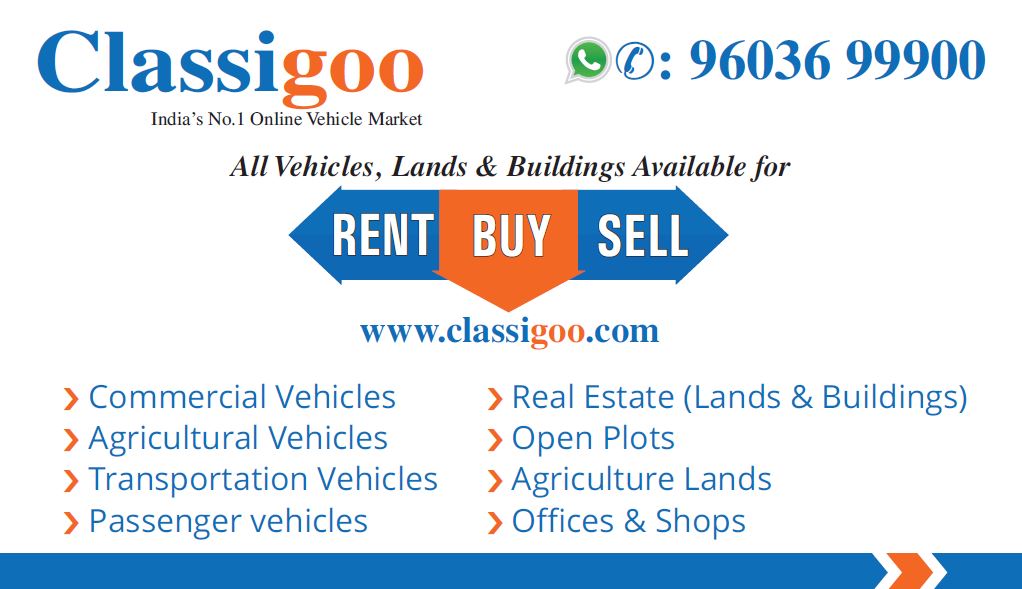 Classigoo
India's No.1 Online Vehicle Market
: 96036 99900
All Vehicles, Lands & Buildings Available for
RENT BUY SELL
www.classigoo.com
Commercial Vehicles
Agricultural Vehicles
Transportation Vehicles
Passenger vehicles
Real Estate (Lands & Buildings)
Open Plots
Agriculture Lands
Offices & Shops